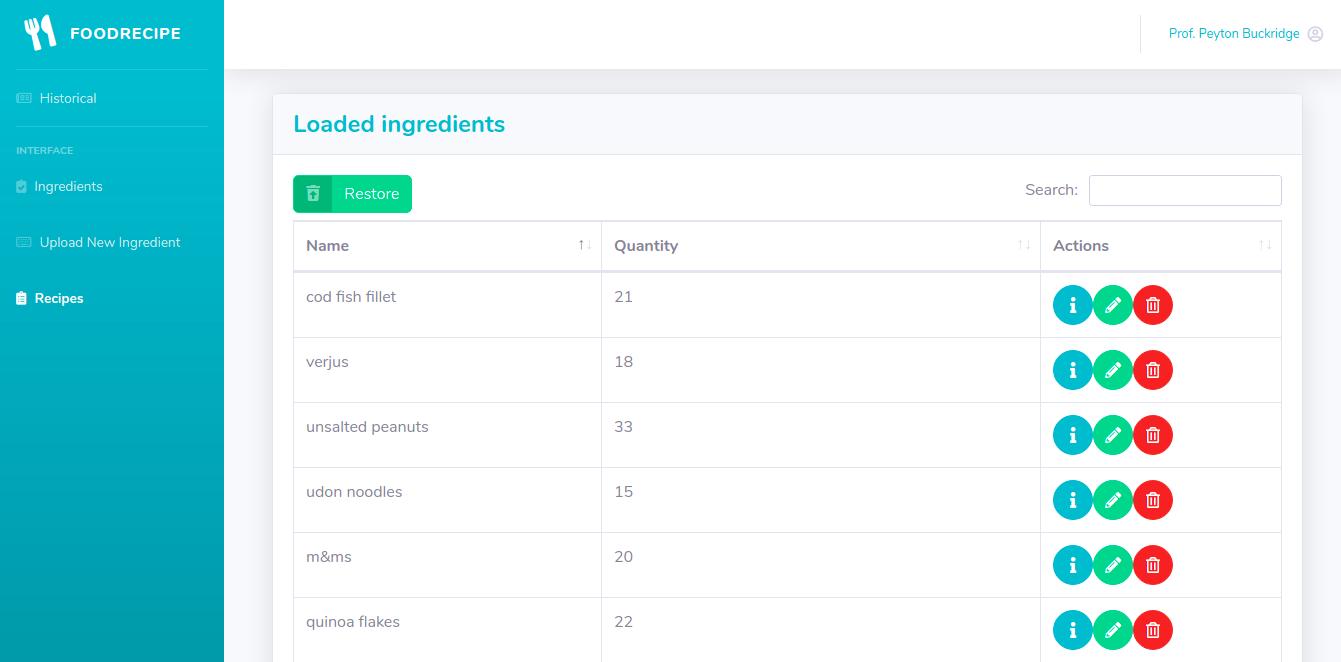 FOODRECIPE
Prof. Peyton Buckridge
Historical
INTERFACE
Ingredients
Upload New Ingredient
Recipes
Loaded ingredients
Restore
Search:
Name Quantity Actions
cod fish fillet 21
verjus 18
unsalted peanuts 33
udon noodles 15
m&ms 20
quinoa flakes 22